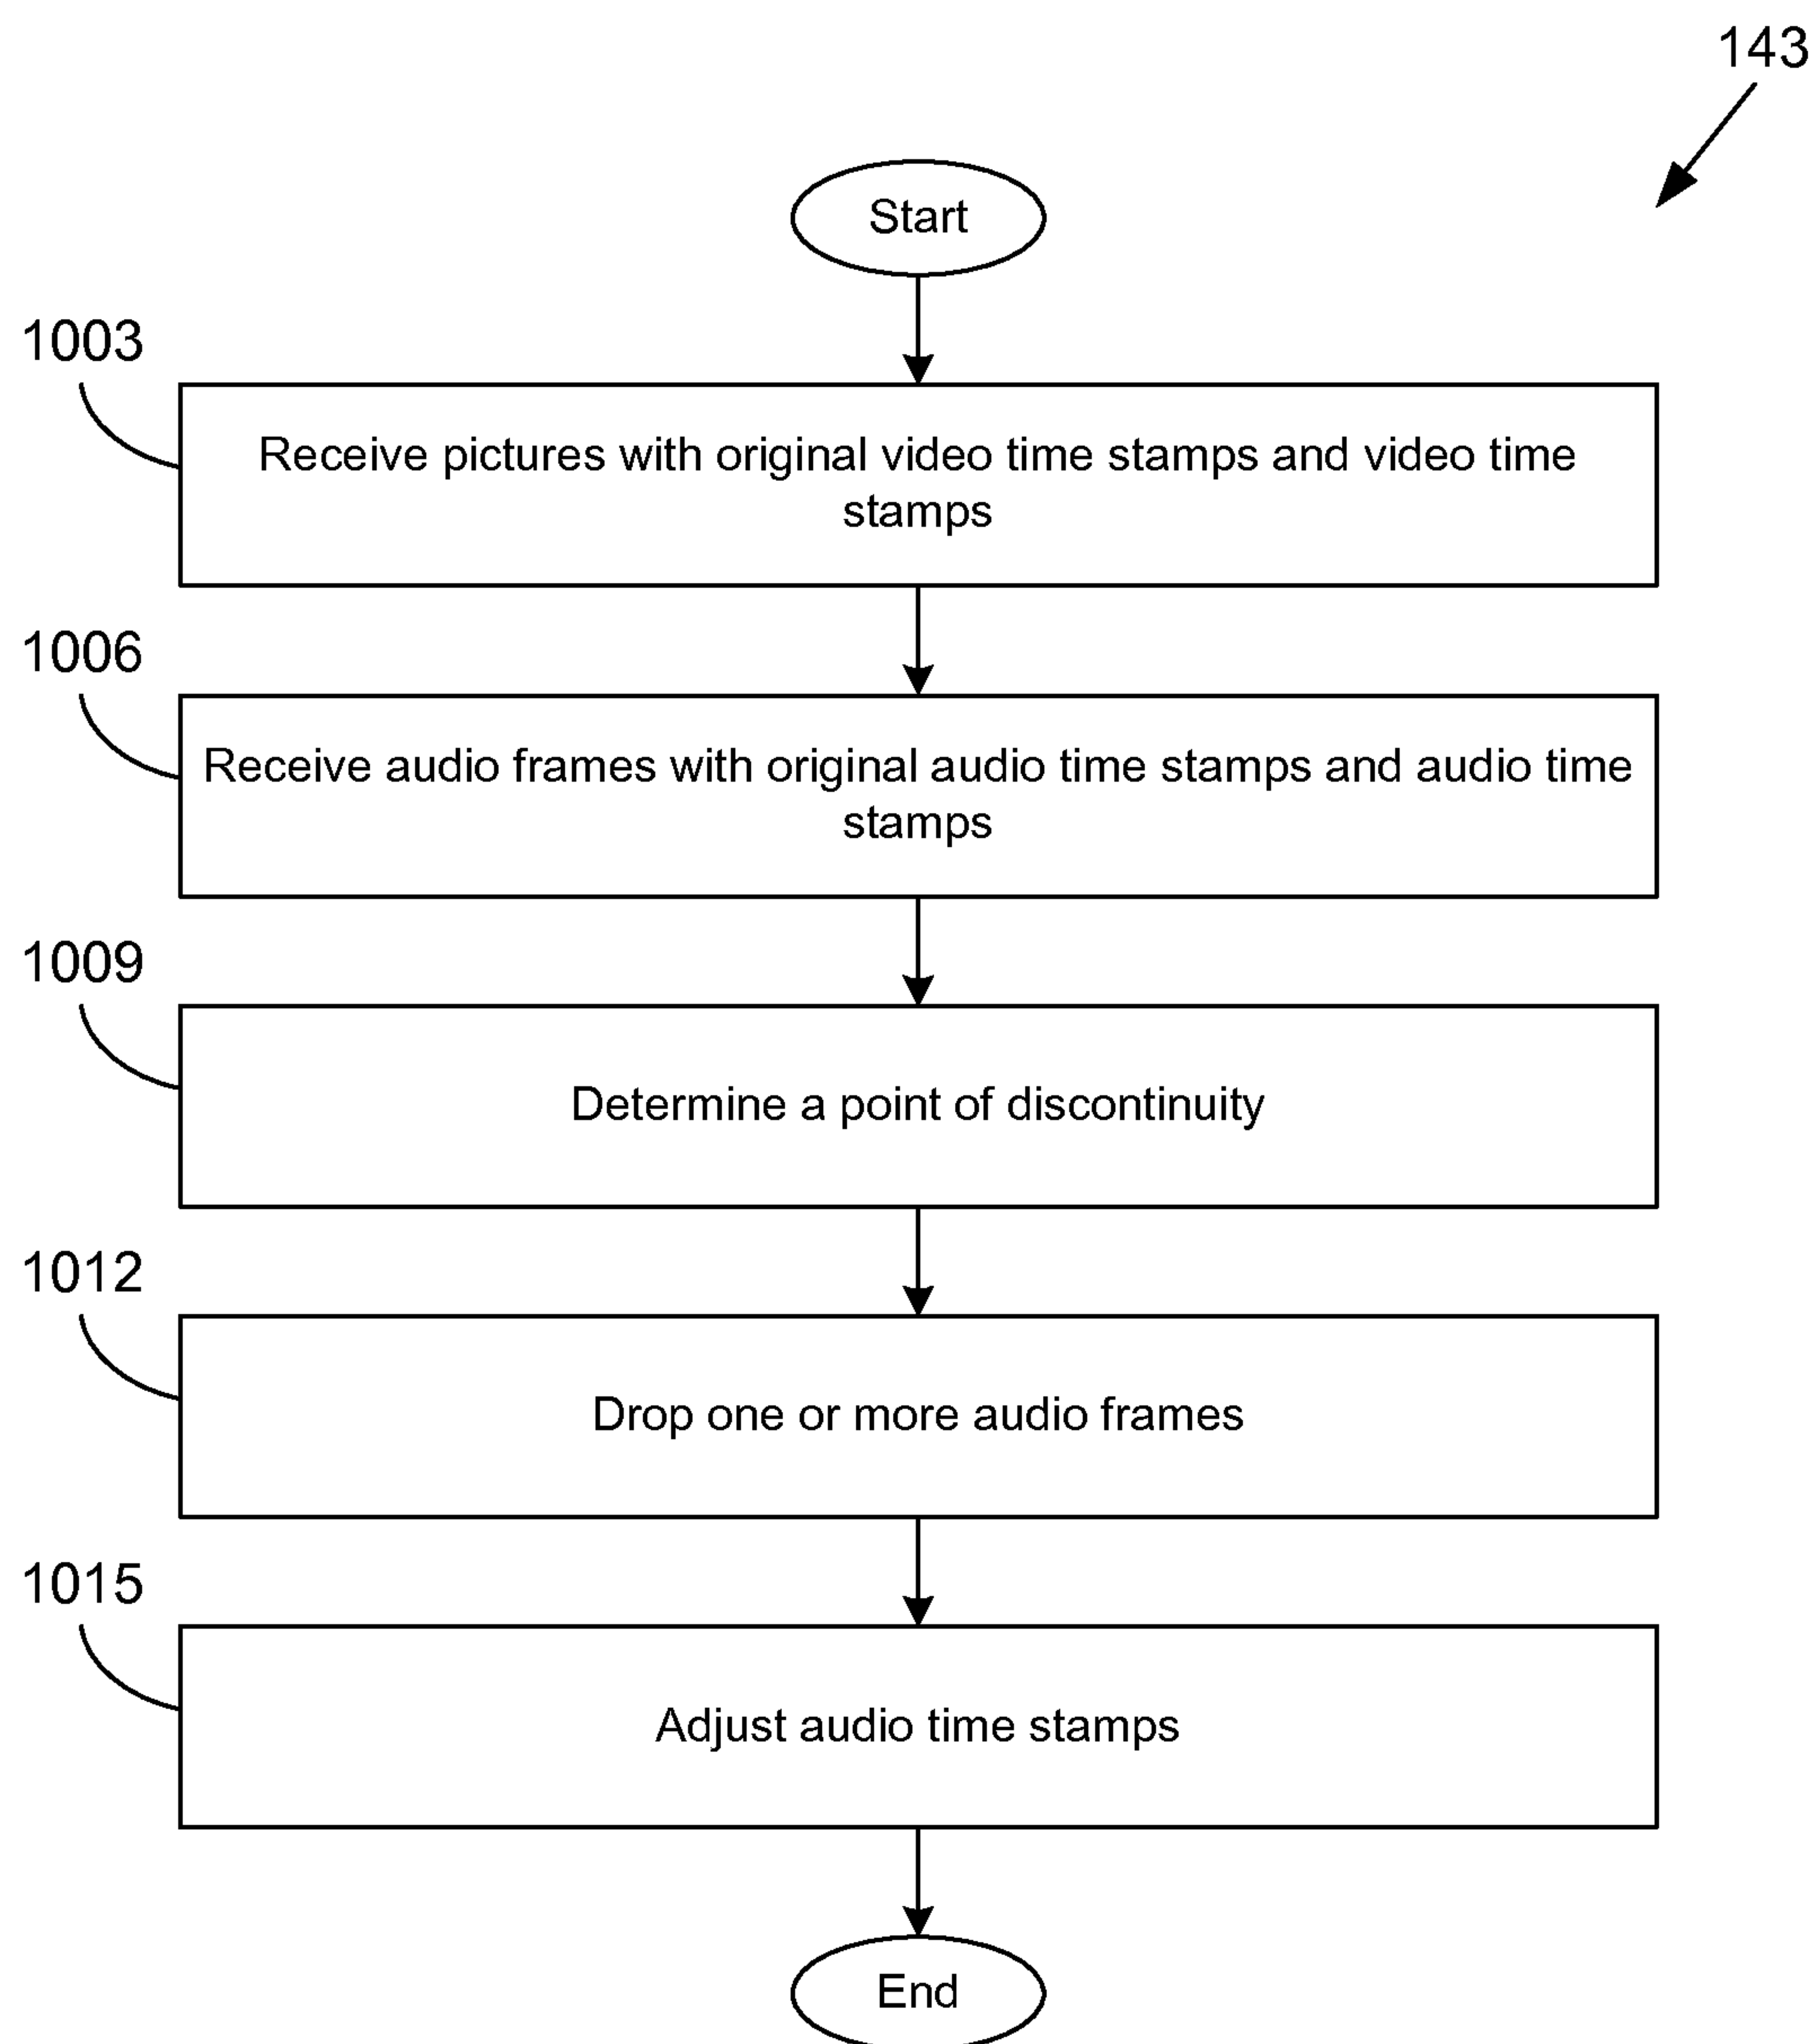 143
Start
1003
Receive pictures with original video time stamps and video time
stamps
1006
Receive audio frames with original audio time stamps and audio time
stamps
1009
Determine a point of discontinuity
1012
Drop one or more audio frames
1015
Adjust audio time stamps
End